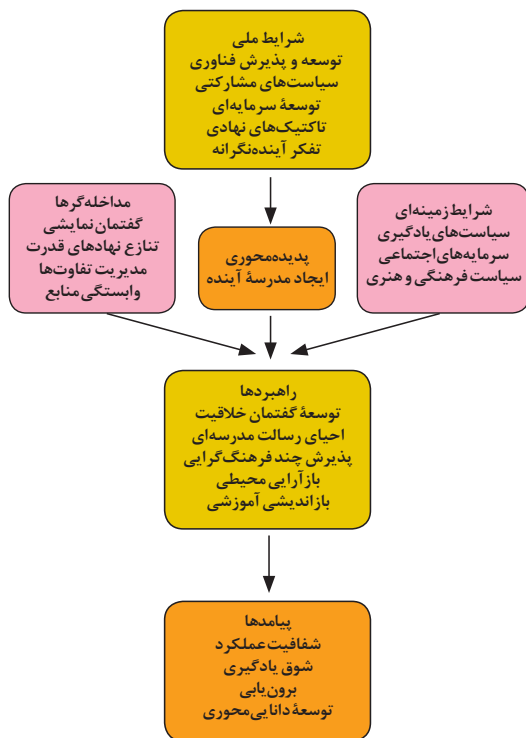 شرایط ملی
توسعه و پذیرش فناوری
سیاست‌های مشارکتی
توسعهٔ سرمایه‌ای
تاکتیک‌های نهادی
تفکر آینده‌نگرانه
شرایط زمینه‌ای
سیاست‌های یادگیری
سرمایه‌های اجتماعی
سیاست فرهنگی و هنری
پدیده‌محوری
ایجاد مدرسهٔ آینده
مداخله‌گرها
گفتمان نمایشی
تنازع نهادهای قدرت
مدیریت تفاوت‌ها
وابستگی منابع
راهبردها
توسعهٔ گفتمان خلاقیت
احیای رسالت مدرسه‌ای
پذیرش چند فرهنگ‌گرایی
بازآرایی محیطی
بازاندیشی آموزشی
پیامدها
شفافیت عملکرد
شوق یادگیری
برون‌یابی
توسعهٔ دانایی‌محوری